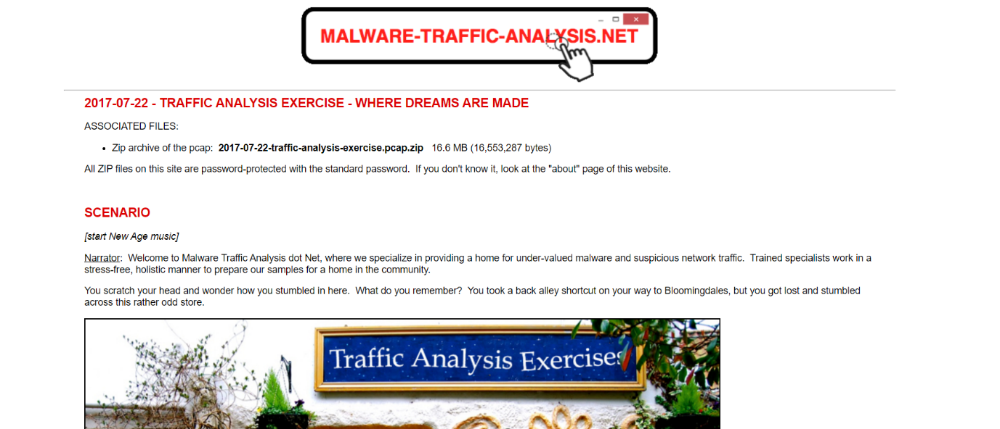 MALWARE-TRAFFIC-ANALYSIS.NET
2017-07-22 - TRAFFIC ANALYSIS EXERCISE - WHERE DREAMS ARE MADE
ASSOCIATED FILES:
• Zip archive of the pcap:  2017-07-22-traffic-analysis-exercise.pcap.zip   16.6 MB (16,553,287 bytes)
All ZIP files on this site are password-protected with the standard password.  If you don't know it, look at the "about" page of this website.
SCENARIO
[start New Age music]
Narrator:  Welcome to Malware Traffic Analysis dot Net, where we specialize in providing a home for under-valued malware and suspicious network traffic.  Trained specialists work in a
stress-free, holistic manner to prepare our samples for a home in the community.
You scratch your head and wonder how you stumbled in here.  What do you remember?  You took a back alley shortcut on your way to Bloomingdales, but you got lost and stumbled
across this rather odd store.
Traffic Analysis Exercises